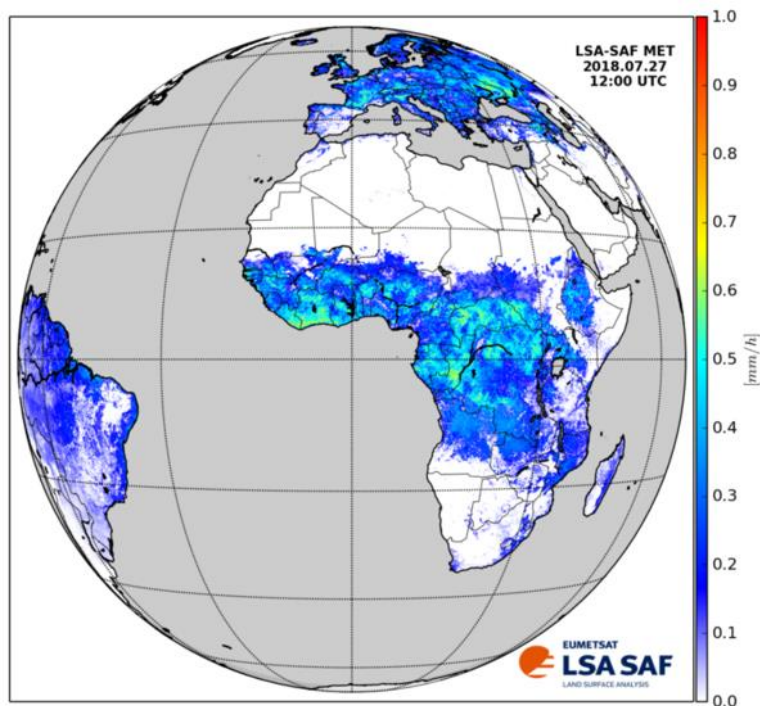 LSA-SAF MET
2018.07.27
12:00 UTC
1.0
0.9
0.8
0.7
0.6
0.5
0.4
0.3
0.2
0.1
0.0
[mm/h]
EUMETSAT
LSA SAF
LAND SURFACE ANALYSIS